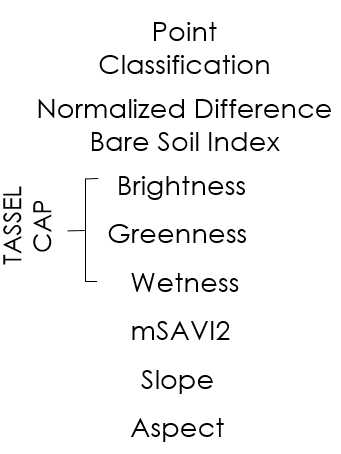 Point
Classification
Normalized Difference
Bare Soil Index
TASSEL
CAP
Brightness
Greenness
Wetness
mSAVI2
Slope
Aspect